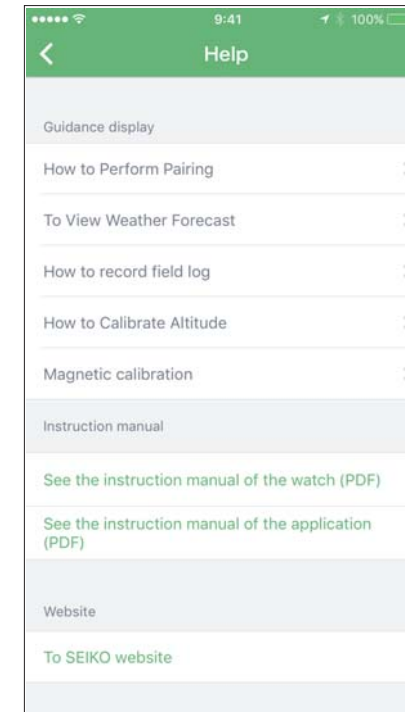 9:41
100%
Help
Guidance display
How to Perform Pairing
To View Weather Forecast
How to record field log
How to Calibrate Altitude
Magnetic calibration
Instruction manual
See the instruction manual of the watch (PDF)
See the instruction manual of the application
(PDF)
Website
To SEIKO website